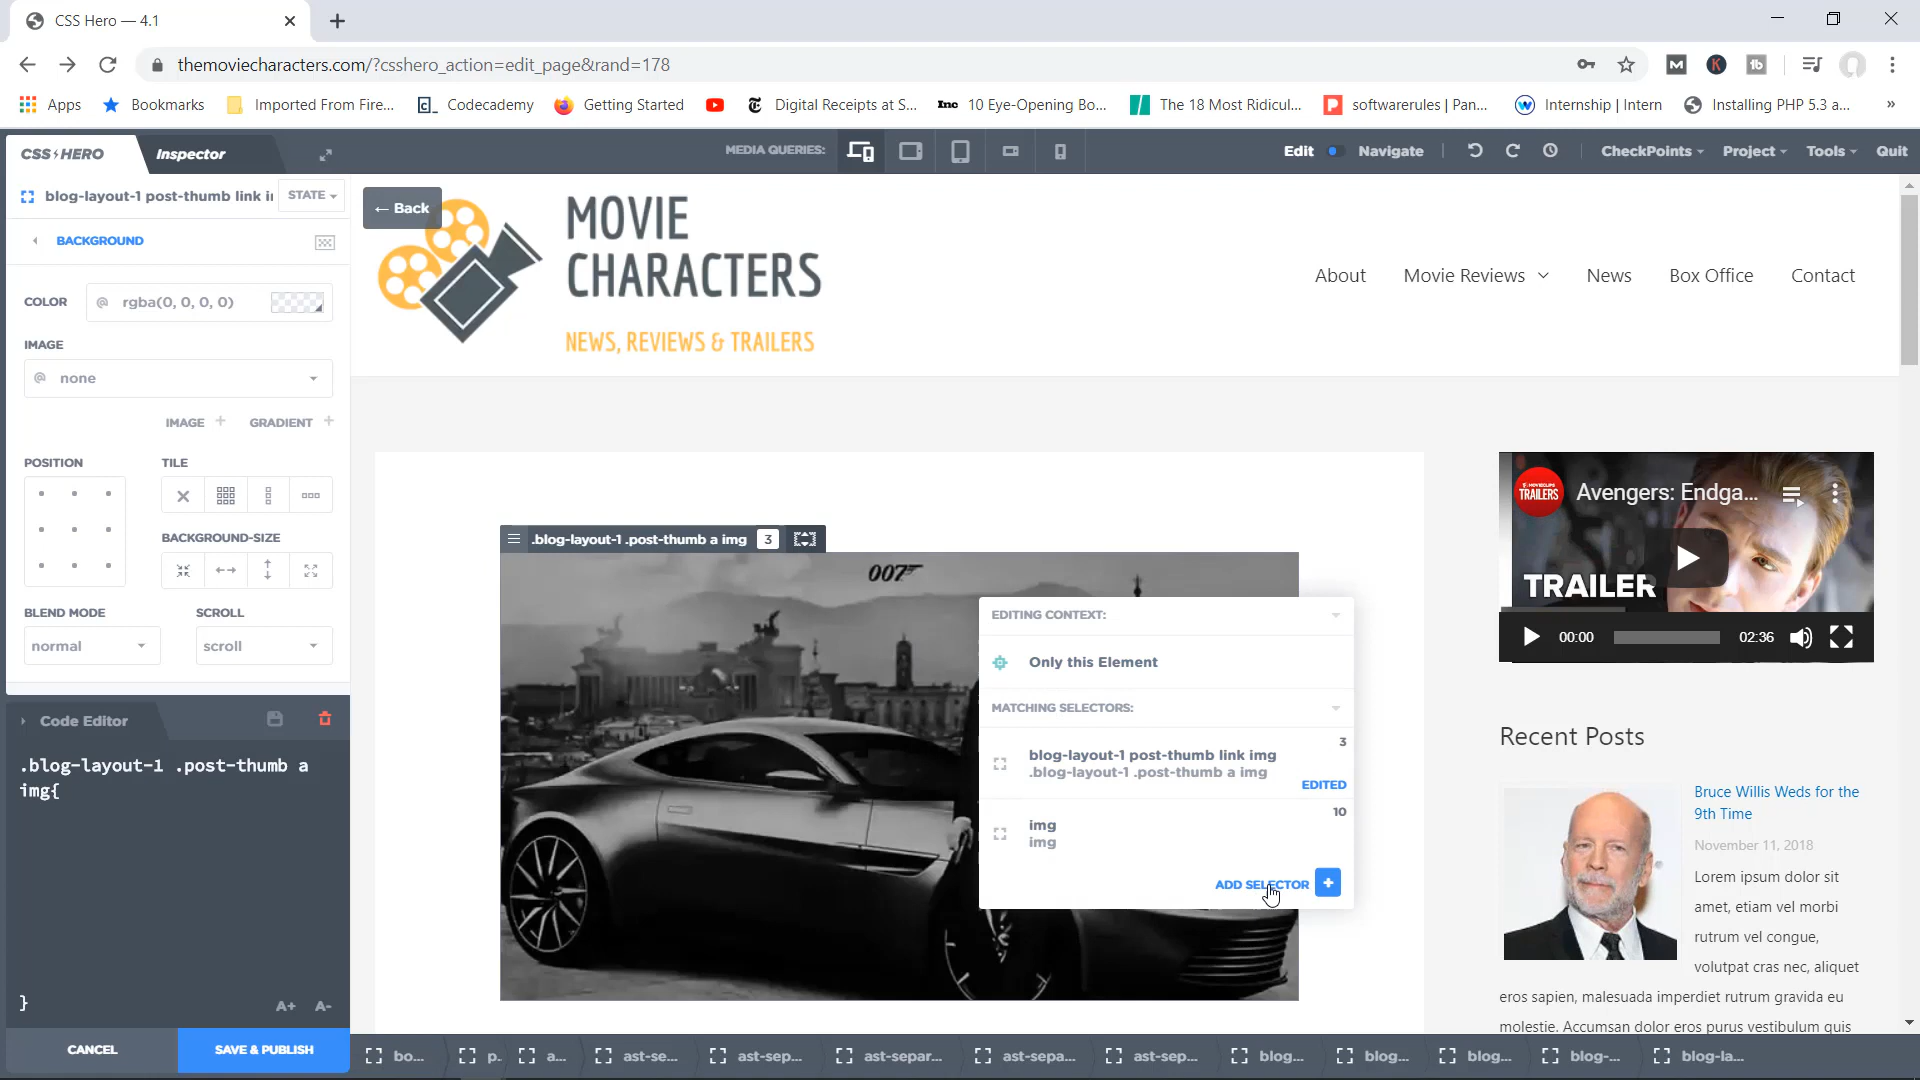 CSS Hero — 4.1
themoviecharacters.com/?csshero_action=edit_page&rand=178
Apps
Bookmarks
Imported From Fire...
Codecademy
Getting Started
Digital Receipts at S...
Inc 10 Eye-Opening Bo...
The 18 Most Ridicul...
softwarerules | Pan...
Internship | Intern
Installing PHP 5.3 a...
»
CSS HERO
Inspector
MEDIA QUERIES:
Edit
Navigate
CheckPoints
Project
Tools
Quit
blog-layout-1 post-thumb link i
STATE
BACKGROUND
COLOR
@ rgba(0, 0, 0, 0)
IMAGE
@ none
IMAGE +
GRADIENT +
POSITION
TILE
BACKGROUND-SIZE
BLEND MODE
SCROLL
normal
scroll
Code Editor
.blog-layout-1 .post-thumb a
img{
}
A+ A-
CANCEL
SAVE & PUBLISH
← Back
MOVIE
CHARACTERS
NEWS, REVIEWS & TRAILERS
About
Movie Reviews
News
Box Office
Contact
.blog-layout-1 .post-thumb a img 3
007
EDITING CONTEXT:
Only this Element
MATCHING SELECTORS:
3
blog-layout-1 post-thumb link img
.blog-layout-1 .post-thumb a img
EDITED
10
img
img
ADD SELECTOR +
MOVIECLIPS
TRAILERS
Avengers: Endga...
TRAILER
00:00
02:36
Recent Posts
Bruce Willis Weds for the
9th Time
November 11, 2018
Lorem ipsum dolor sit
amet, etiam vel morbi
rutrum vel congue,
volutpat cras nec, aliquet
eros sapien, malesuada imperdiet rutrum gravida eu
molestie. Accumsan dolor eros purus vestibulum quis
bo...
p.
a...
ast-se...
ast-sep...
ast-separ...
ast-sepa...
ast-sep...
blog...
blog...
blog...
blog-...
blog-la...